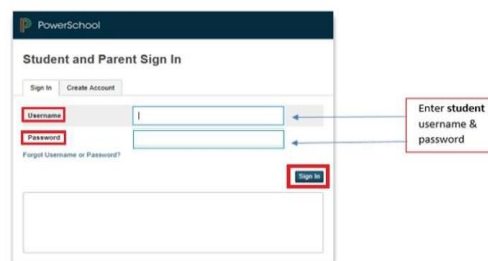 PowerSchool
Student and Parent Sign In
Sign In Create Account
Username
Password
Forgot Username or Password?
Sign In
Enter student
username &
password